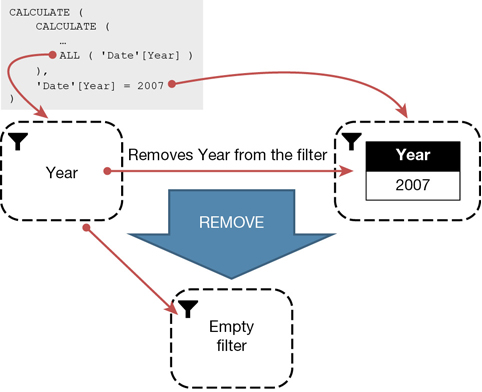 CALCULATE (
CALCULATE (
…
ALL ( 'Date'[Year] )
),
'Date'[Year] = 2007
)
Year
Removes Year from the filter
Year
2007
REMOVE
Empty
filter